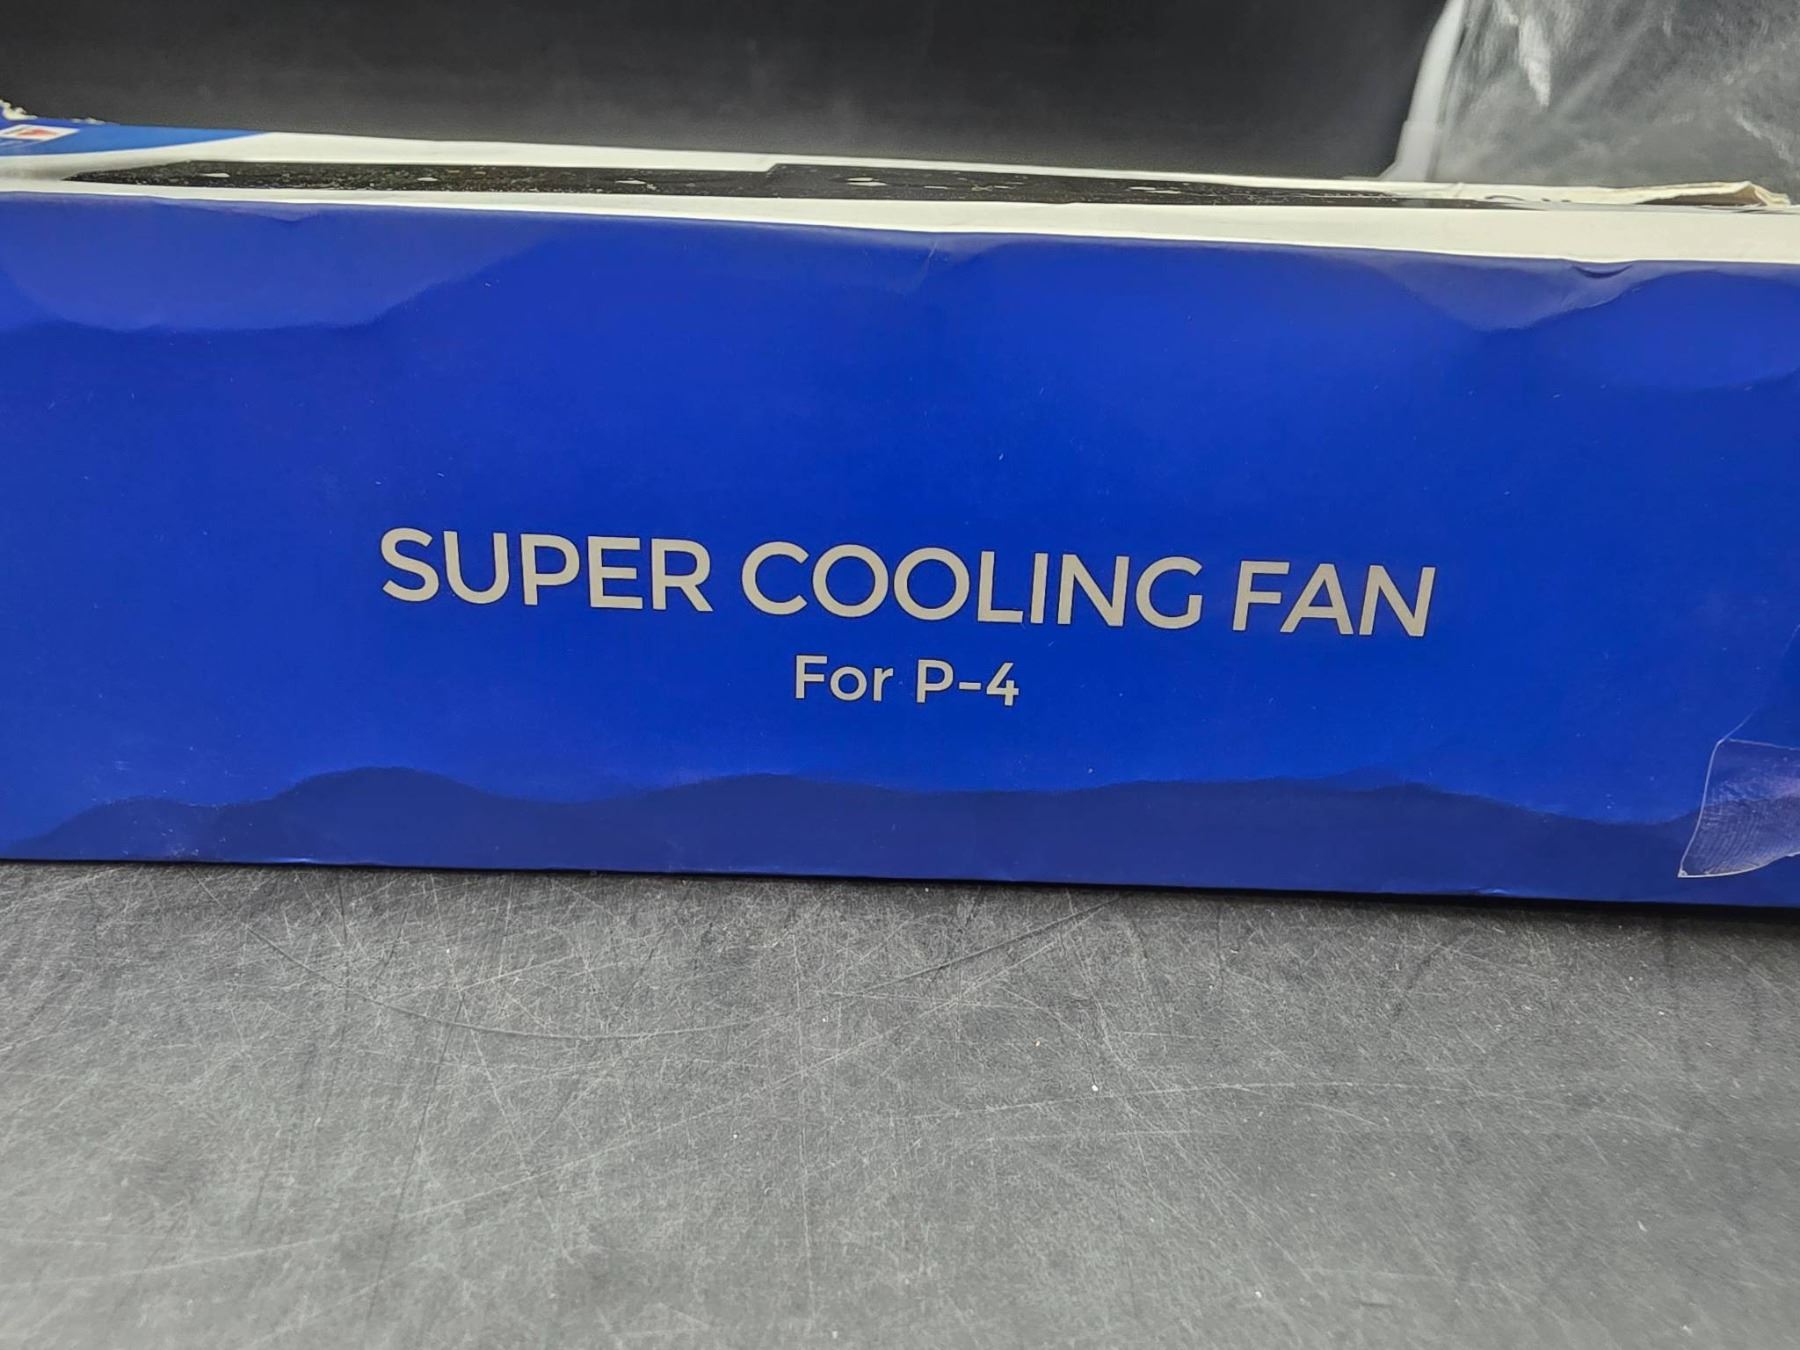 SUPER COOLING FAN
For P-4